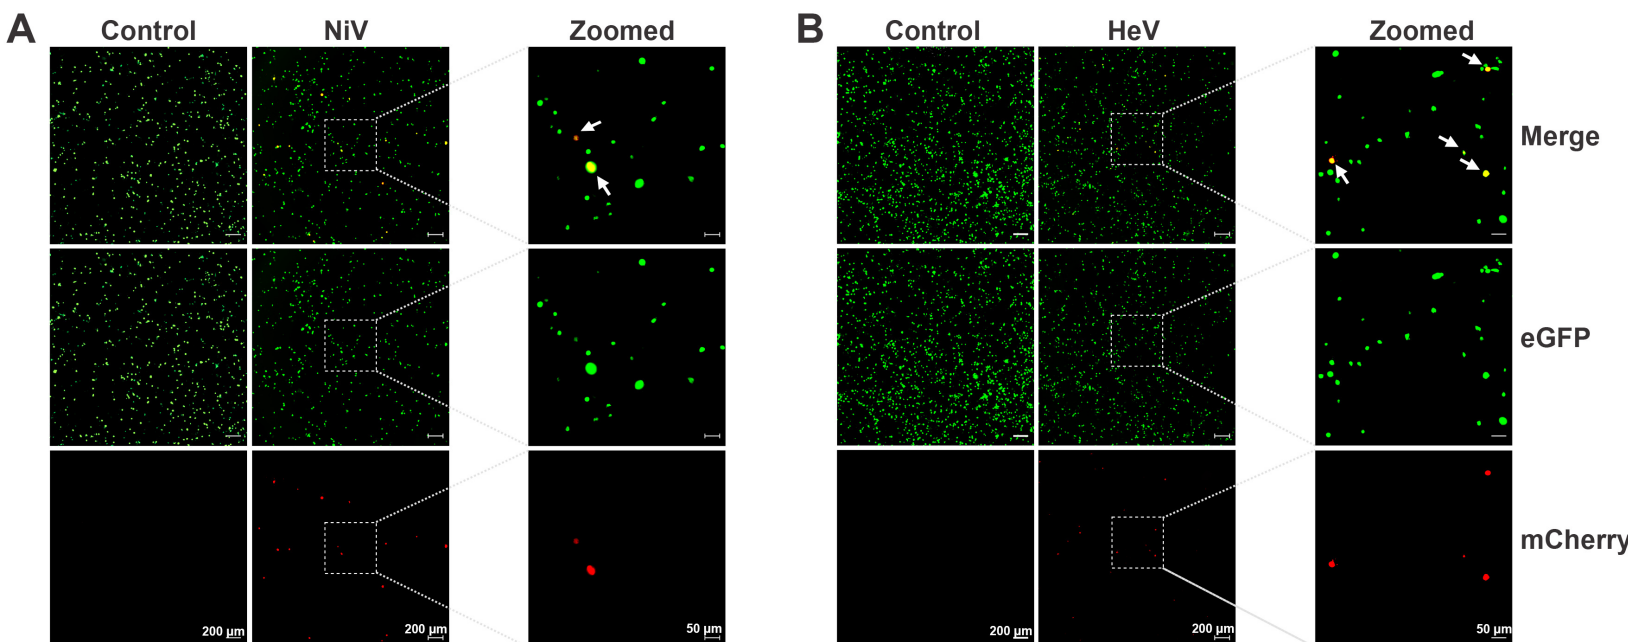 A Control NiV Zoomed B Control HeV Zoomed
Merge
eGFP
mCherry
200 µm 200 µm 50 µm 200 µm 200 µm 50 µm